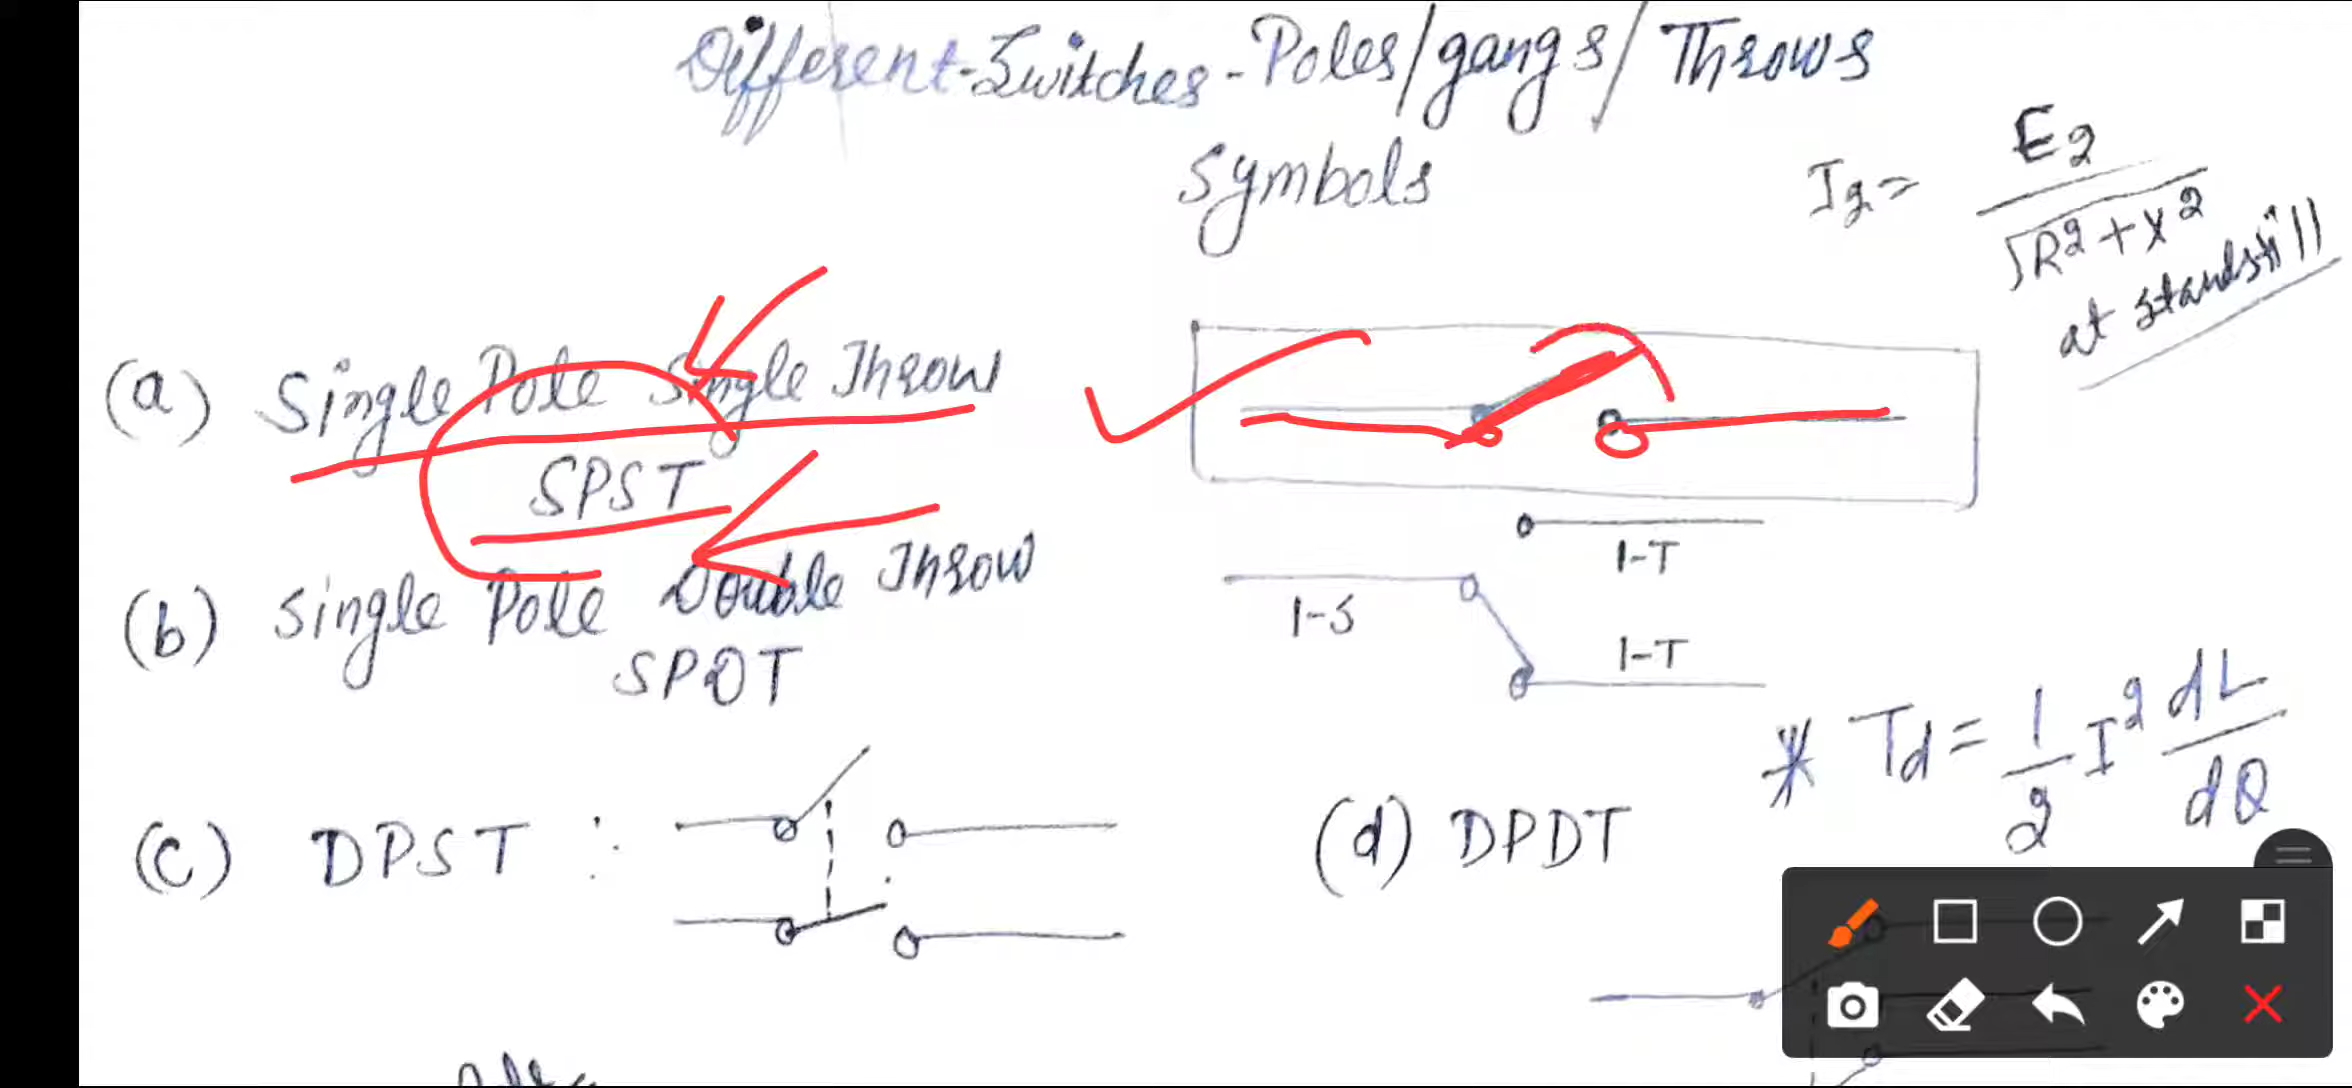 Different-Switches-Poles/gangs/Throws
Symbols
I2 = E2
√R2+X2
at standstill
(a) Single Pole Single Throw
SPST
1-T
(b) Single Pole Double Throw
1-S
SPDT
1-T
* Td = 1/2 I2 dL/dθ
(C) DPST :
(d) DPDT